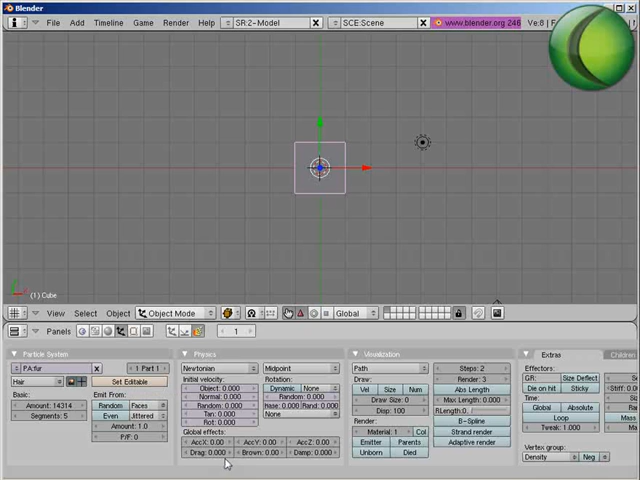 Blender
File Add Timeline Game Render Help SR:2-Model SCE:Scene www.blender.org 246 Ve:8
(1) Cube
View Select Object Object Mode Global
Panels 1
Particle System Physics Visualization Extras Children
PA:fur 1 Part 1 Newtonian Midpoint Path Steps: 2 Effectors:
Hair Set Editable Initial velocity: Rotation: Draw: Render: 3 GR: Size Deflect
Basic: Emit From: Object: 0.000 Dynamic None Vel Size Num Abs Length Die on hit Sticky
Amount: 14314 Random Faces Normal: 0.000 Random: 0.000 Draw Size: 0 Max Length: 0.000 Time:
Segments: 5 Even Jittered Random: 0.000 Rand: 0.000 Disp: 100 RLength:0. Global Absolute
Amount: 1.0 Tan: 0.000 None Render: B-Spline Loop
P/F: 0 Rot: 0.000 Material: 1 Col Strand render Tweak: 1.000
Global effects: Emitter Parents Adaptive render
AccX: 0.00 AccY: 0.00 AccZ: 0.00 Unborn Died Vertex group:
Drag: 0.000 Brown: 0.00 Damp: 0.000 Density Neg